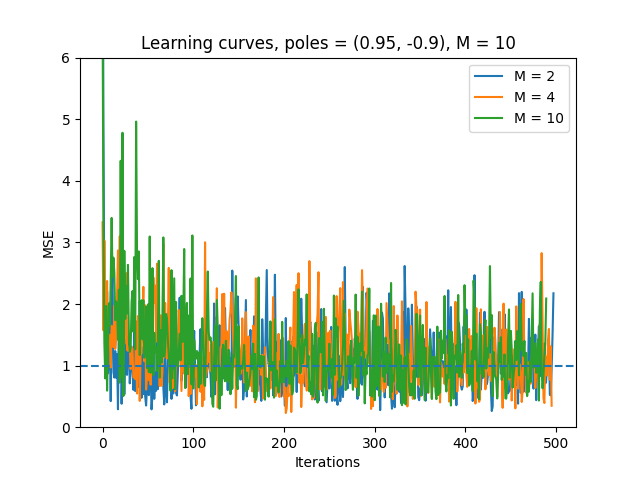 Learning curves, poles = (0.95, -0.9), M = 10
M = 2
M = 4
M = 10
MSE
6
5
4
3
2
1
0
0 100 200 300 400 500
Iterations